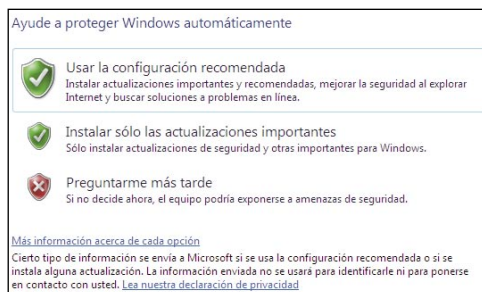 Ayude a proteger Windows automáticamente
Usar la configuración recomendada
Instalar actualizaciones importantes y recomendadas, mejorar la seguridad al explorar
Internet y buscar soluciones a problemas en línea.
Instalar sólo las actualizaciones importantes
Sólo instalar actualizaciones de seguridad y otras importantes para Windows.
Preguntarme más tarde
Si no decide ahora, el equipo podría exponerse a amenazas de seguridad.
Más información acerca de cada opción
Cierto tipo de información se envía a Microsoft si se usa la configuración recomendada o si se
instala alguna actualización. La información enviada no se usará para identificarle ni para ponerse
en contacto con usted. Lea nuestra declaración de privacidad